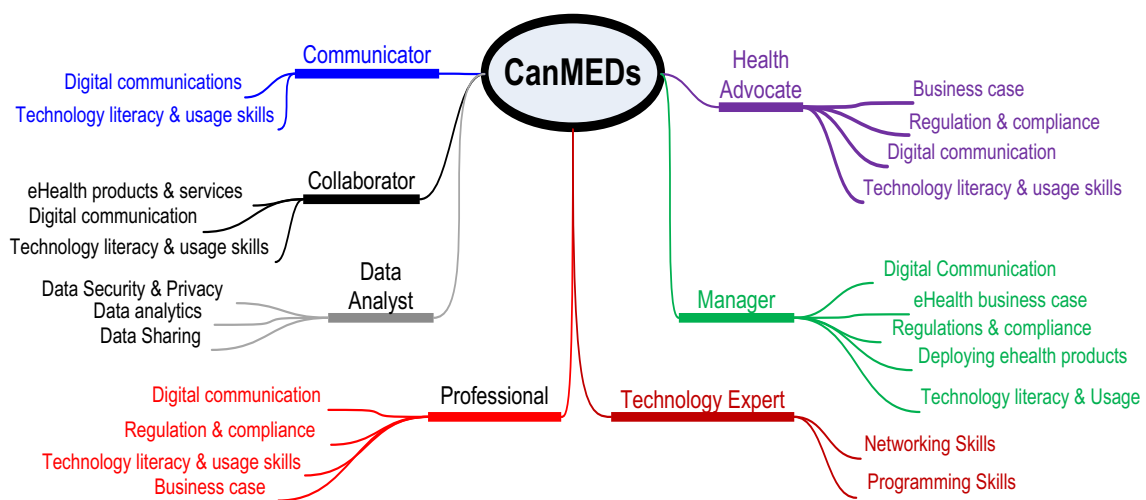 CanMEDs
Communicator
Digital communications
Technology literacy & usage skills
Collaborator
eHealth products & services
Digital communication
Technology literacy & usage skills
Data
Analyst
Data Security & Privacy
Data analytics
Data Sharing
Professional
Digital communication
Regulation & compliance
Technology literacy & usage skills
Business case
Health
Advocate
Business case
Regulation & compliance
Digital communication
Technology literacy & usage skills
Manager
Digital Communication
eHealth business case
Regulations & compliance
Deploying ehealth products
Technology literacy & Usage
Technology Expert
Networking Skills
Programming Skills